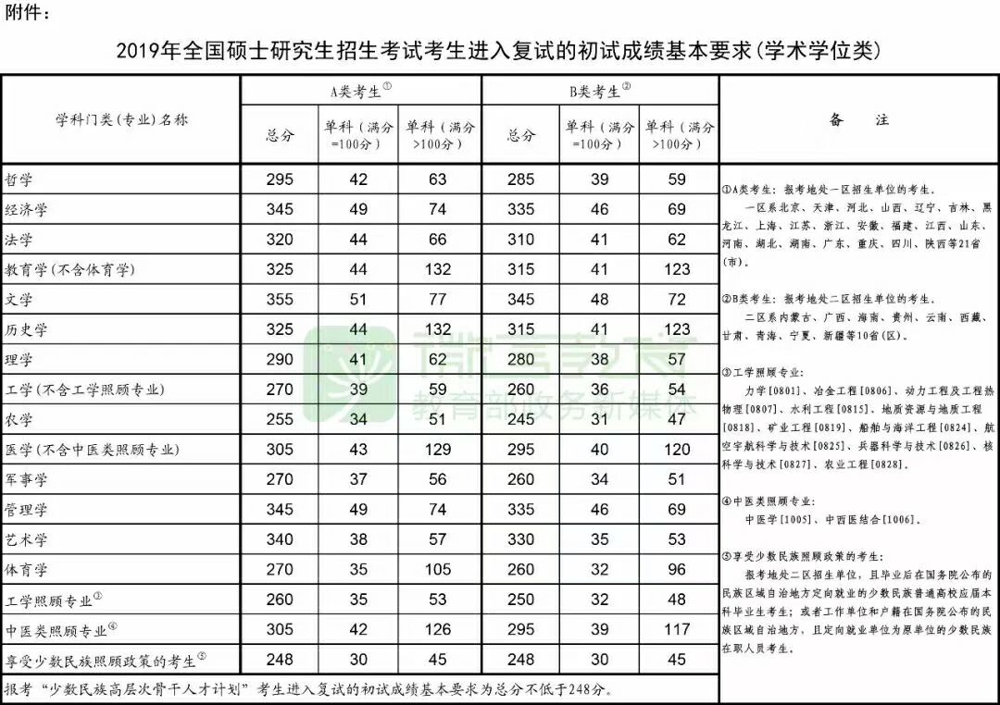 附件：
2019年全国硕士研究生招生考试考生进入复试的初试成绩基本要求(学术学位类)
学科门类(专业)名称 A类考生① B类考生② 备 注
总分 单科（满分=100分） 单科（满分>100分） 总分 单科（满分=100分） 单科（满分>100分）
哲学 295 42 63 285 39 59
经济学 345 49 74 335 46 69
法学 320 44 66 310 41 62
教育学(不含体育学) 325 44 132 315 41 123
文学 355 51 77 345 48 72
历史学 325 44 132 315 41 123
理学 290 41 62 280 38 57
工学(不含工学照顾专业) 270 39 59 260 36 54
农学 255 34 51 245 31 47
医学(不含中医类照顾专业) 305 43 129 295 40 120
军事学 270 37 56 260 34 51
管理学 345 49 74 335 46 69
艺术学 340 38 57 330 35 53
体育学 270 35 105 260 32 96
工学照顾专业③ 260 35 53 250 32 48
中医类照顾专业④ 305 42 126 295 39 117
享受少数民族照顾政策的考生⑤ 248 30 45 248 30 45
报考“少数民族高层次骨干人才计划”考生进入复试的初试成绩基本要求为总分不低于248分。
①A类考生：报考地处一区招生单位的考生。
一区系北京、天津、河北、山西、辽宁、吉林、黑
龙江、上海、江苏、浙江、安徽、福建、江西、山东、
河南、湖北、湖南、广东、重庆、四川、陕西等21省
(市)。
②B类考生：报考地处二区招生单位的考生。
二区系内蒙古、广西、海南、贵州、云南、西藏、
甘肃、青海、宁夏、新疆等10省(区)。
③工学照顾专业：
力学[0801]、冶金工程[0806]、动力工程及工程热
物理[0807]、水利工程[0815]、地质资源与地质工程
[0818]、矿业工程[0819]、船舶与海洋工程[0824]、航
空宇航科学与技术[0825]、兵器科学与技术[0826]、核
科学与技术[0827]、农业工程[0828]。
④中医类照顾专业：
中医学[1005]、中西医结合[1006]。
⑤享受少数民族照顾政策的考生：
报考地处二区招生单位，且毕业后在国务院公布的
民族区域自治地方定向就业的少数民族普通高校应届本
科毕业生考生；或者工作单位和户籍在国务院公布的民
族区域自治地方，且定向就业单位为原单位的少数民族
在职人员考生。
微言教育
教育部政务新媒体